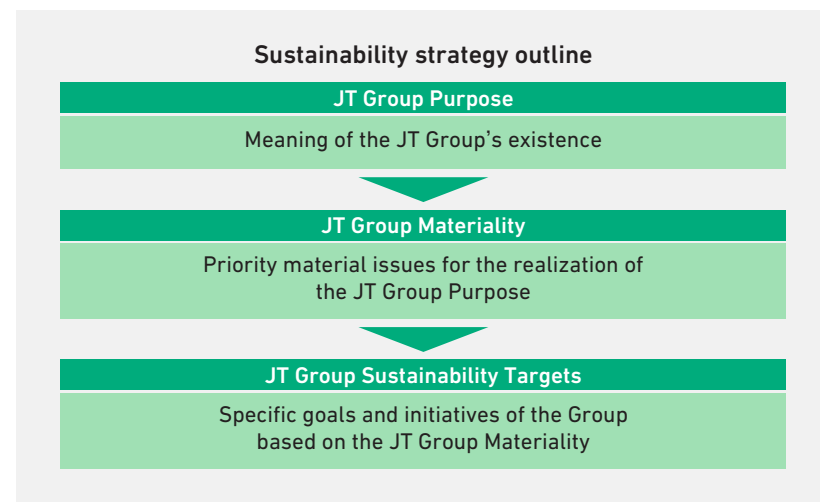 Sustainability strategy outline
JT Group Purpose
Meaning of the JT Group's existence
JT Group Materiality
Priority material issues for the realization of
the JT Group Purpose
JT Group Sustainability Targets
Specific goals and initiatives of the Group
based on the JT Group Materiality